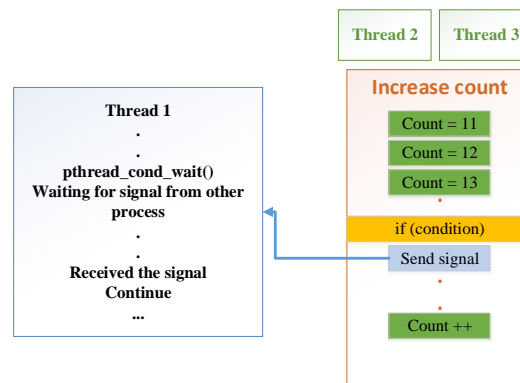 Thread 2
Thread 3
Increase count
Count = 11
Count = 12
Count = 13
.
if (condition)
Send signal
.
.
Count ++
Thread 1
.
.
pthread_cond_wait()
Waiting for signal from other
process
.
.
Received the signal
Continue
...